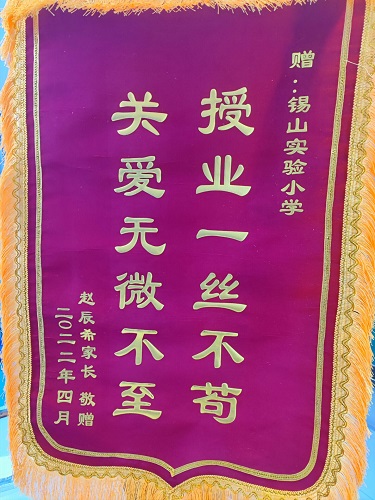 赠：锡山实验小学
授业一丝不苟
关爱无微不至
赵辰希家长 敬赠
二〇二二年四月